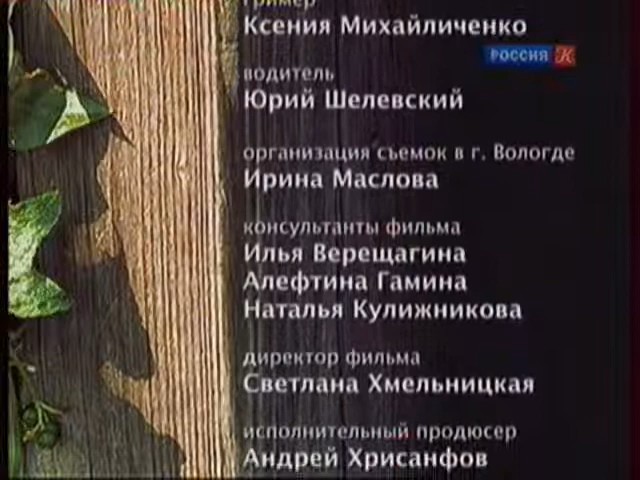 гример
Ксения Михайличенко
РОССИЯ К
водитель
Юрий Шелевский
организация съемок в г. Вологде
Ирина Маслова
консультанты фильма
Илья Верещагина
Алефтина Гамина
Наталья Кулижникова
директор фильма
Светлана Хмельницкая
исполнительный продюсер
Андрей Хрисанфов